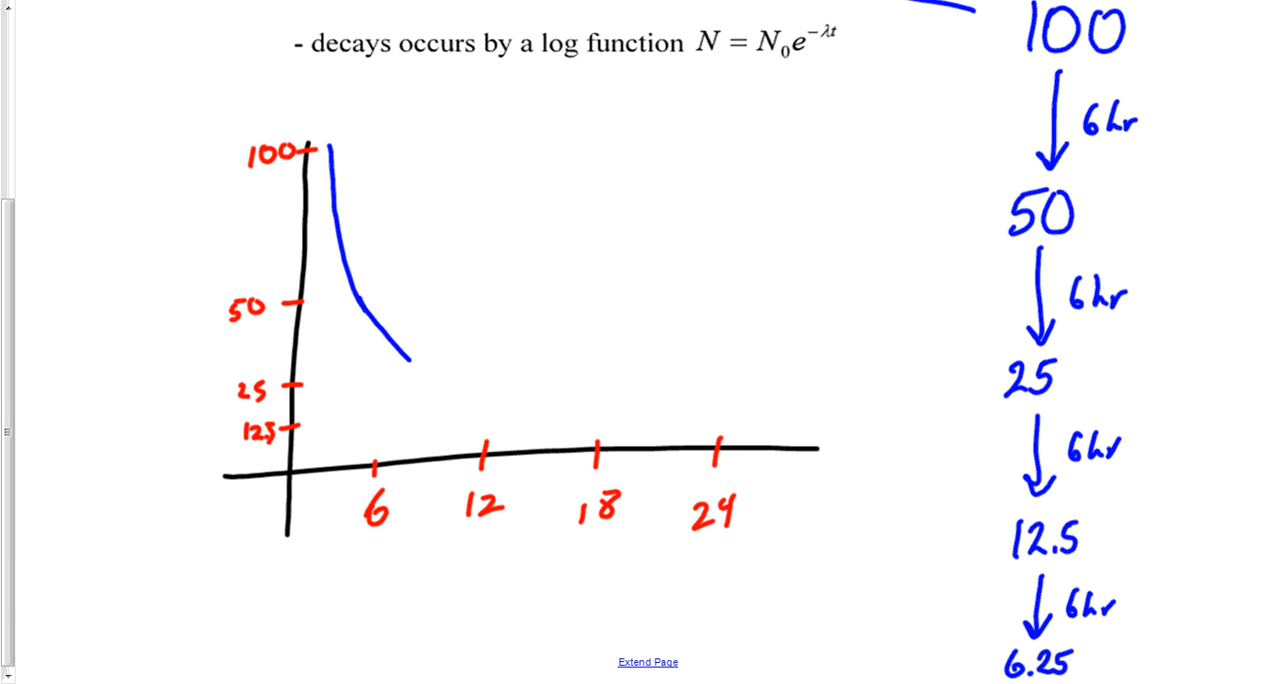 - decays occurs by a log function N = N₀e^{-λt}
100
50
25
12.5
6 12 18 24
100
6 hr
50
6 hr
25
6 hr
12.5
6 hr
6.25
Extend Page